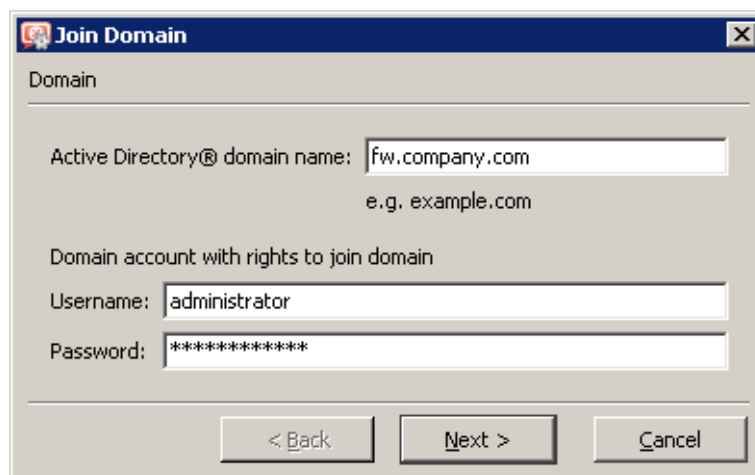 Join Domain
Domain
Active Directory® domain name: fw.company.com
e.g. example.com
Domain account with rights to join domain
Username: administrator
Password: ************
< Back Next > Cancel